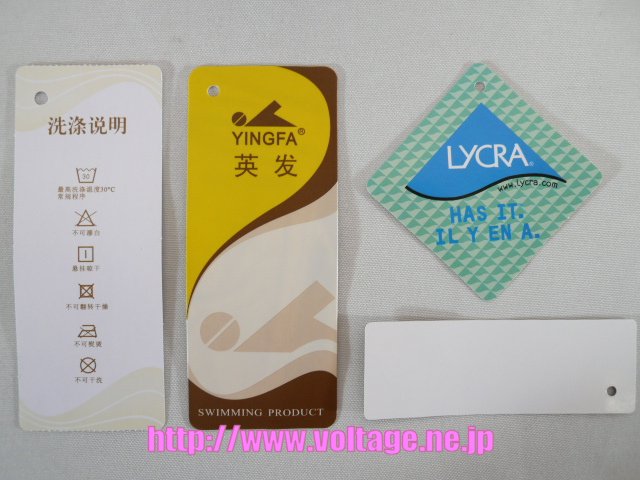 洗涤说明
30
最高洗涤温度30℃
常规程序
不可漂白
悬挂晾干
不可翻转干燥
不可熨烫
不可干洗
YINGFA®
英发
SWIMMING PRODUCT
LYCRA®
www.lycra.com
HAS IT.
IL Y EN A.
http://www.voltage.ne.jp